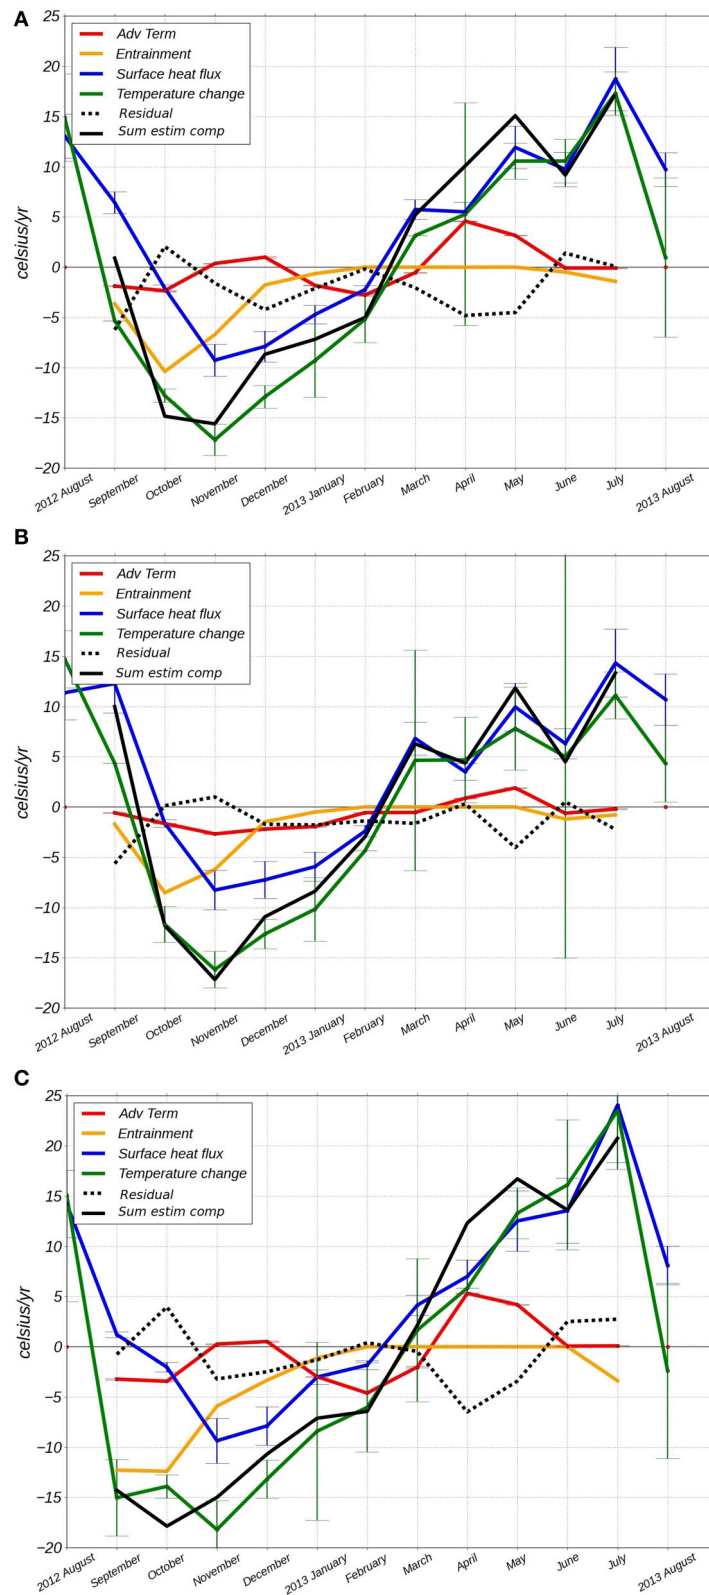 A
25
20
15
10
5
0
−5
−10
−15
−20
celsius/yr
Adv Term
Entrainment
Surface heat flux
Temperature change
Residual
Sum estim comp
2012 August
September
October
November
December
2013 January
February
March
April
May
June
July
2013 August
B
25
20
15
10
5
0
−5
−10
−15
−20
celsius/yr
Adv Term
Entrainment
Surface heat flux
Temperature change
Residual
Sum estim comp
2012 August
September
October
November
December
2013 January
February
March
April
May
June
July
2013 August
C
25
20
15
10
5
0
−5
−10
−15
−20
celsius/yr
Adv Term
Entrainment
Surface heat flux
Temperature change
Residual
Sum estim comp
2012 August
September
October
November
December
2013 January
February
March
April
May
June
July
2013 August